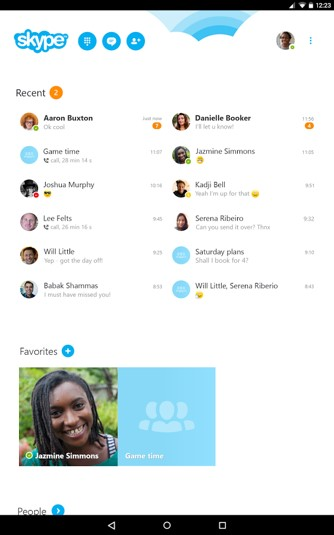 12:23
skype
Recent 2
Aaron Buxton
Just now
Ok cool
7
Danielle Booker
11:56
I'll let u know!
4
Game time
11:07
call, 28 min 14 s
Jazmine Simmons
11:05
Joshua Murphy
10:16
Kadji Bell
9:51
Yeah I'm up for that
Lee Felts
9:40
call, 26 min 16 s
Serena Ribeiro
9:32
Can you send it over? Thnx
Will Little
9:25
Yep . got the day off!
Saturday plans
9:10
Shall I book for 4?
Babak Shammas
8:53
I must have missed you!
Will Little, Serena Riberio
8:43
Favorites
Jazmine Simmons
Game time
People